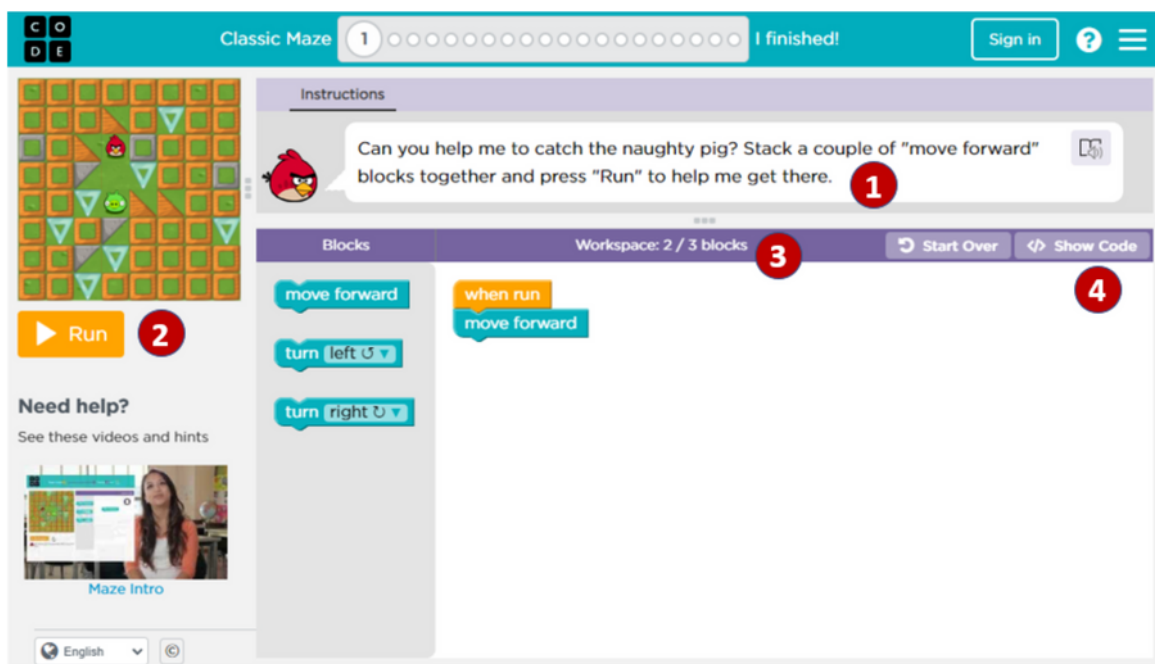 CO
DE
Classic Maze
1
I finished!
Sign in
?
Instructions
Can you help me to catch the naughty pig? Stack a couple of "move forward"
blocks together and press "Run" to help me get there.
1
Blocks
Workspace: 2 / 3 blocks
3
Start Over
</> Show Code
4
move forward
turn left ↺ ▼
turn right ↻ ▼
when run
move forward
Run
2
Need help?
See these videos and hints
Maze Intro
English
©